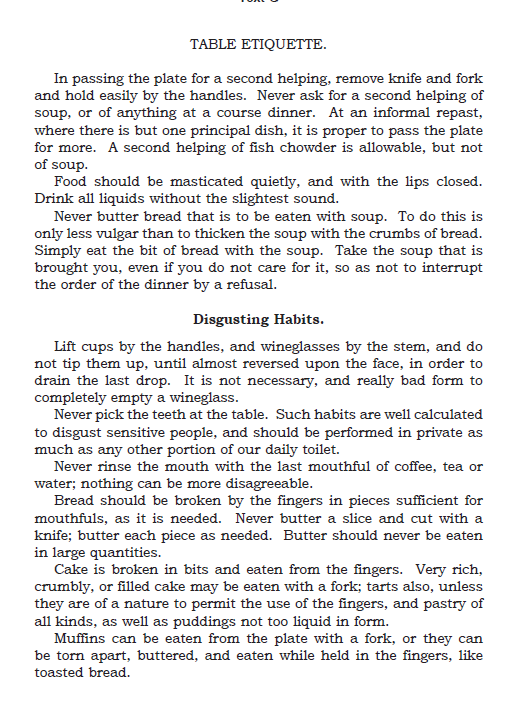 TABLE ETIQUETTE.
In passing the plate for a second helping, remove knife and fork
and hold easily by the handles. Never ask for a second helping of
soup, or of anything at a course dinner. At an informal repast,
where there is but one principal dish, it is proper to pass the plate
for more. A second helping of fish chowder is allowable, but not
of soup.
Food should be masticated quietly, and with the lips closed.
Drink all liquids without the slightest sound.
Never butter bread that is to be eaten with soup. To do this is
only less vulgar than to thicken the soup with the crumbs of bread.
Simply eat the bit of bread with the soup. Take the soup that is
brought you, even if you do not care for it, so as not to interrupt
the order of the dinner by a refusal.
Disgusting Habits.
Lift cups by the handles, and wineglasses by the stem, and do
not tip them up, until almost reversed upon the face, in order to
drain the last drop. It is not necessary, and really bad form to
completely empty a wineglass.
Never pick the teeth at the table. Such habits are well calculated
to disgust sensitive people, and should be performed in private as
much as any other portion of our daily toilet.
Never rinse the mouth with the last mouthful of coffee, tea or
water; nothing can be more disagreeable.
Bread should be broken by the fingers in pieces sufficient for
mouthfuls, as it is needed. Never butter a slice and cut with a
knife; butter each piece as needed. Butter should never be eaten
in large quantities.
Cake is broken in bits and eaten from the fingers. Very rich,
crumbly, or filled cake may be eaten with a fork; tarts also, unless
they are of a nature to permit the use of the fingers, and pastry of
all kinds, as well as puddings not too liquid in form.
Muffins can be eaten from the plate with a fork, or they can
be torn apart, buttered, and eaten while held in the fingers, like
toasted bread.